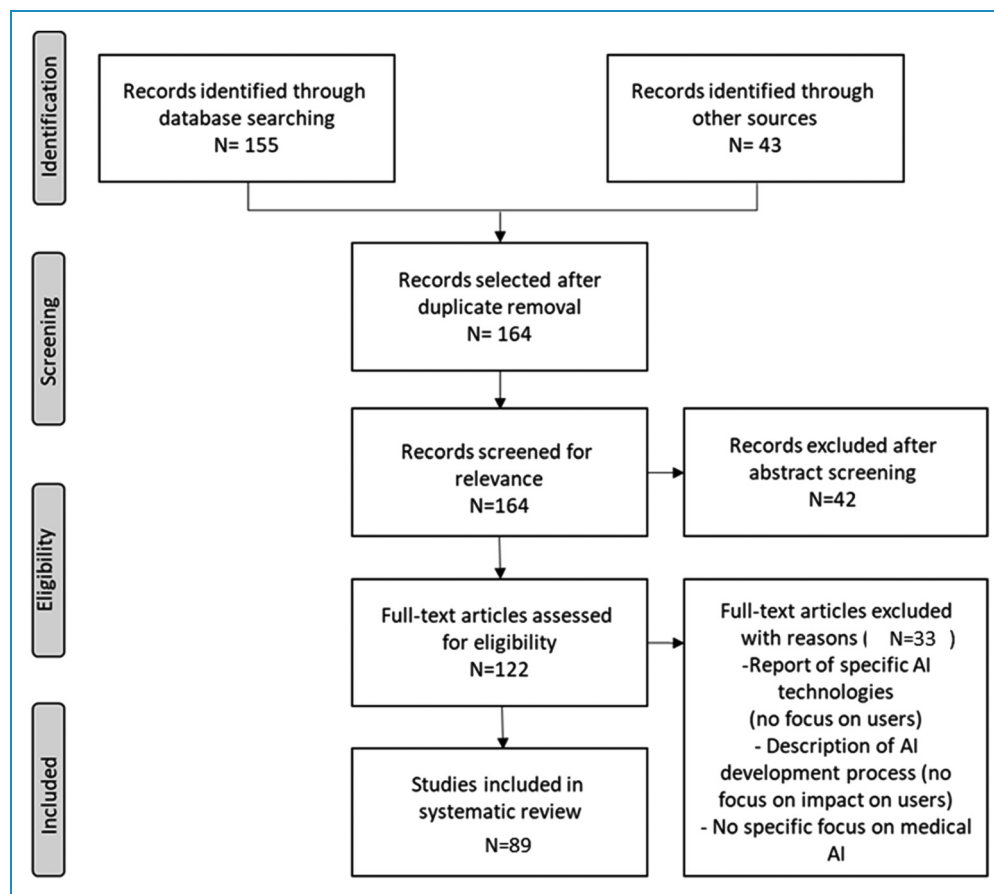 Identification
Records identified through
database searching
N= 155
Records identified through
other sources
N= 43
Screening
Records selected after
duplicate removal
N= 164
Records screened for
relevance
N=164
Records excluded after
abstract screening
N=42
Eligibility
Full-text articles assessed
for eligibility
N=122
Full-text articles excluded
with reasons ( N=33 )
-Report of specific AI
technologies
(no focus on users)
- Description of AI
development process (no
focus on impact on users)
- No specific focus on medical
AI
Included
Studies included in
systematic review
N=89